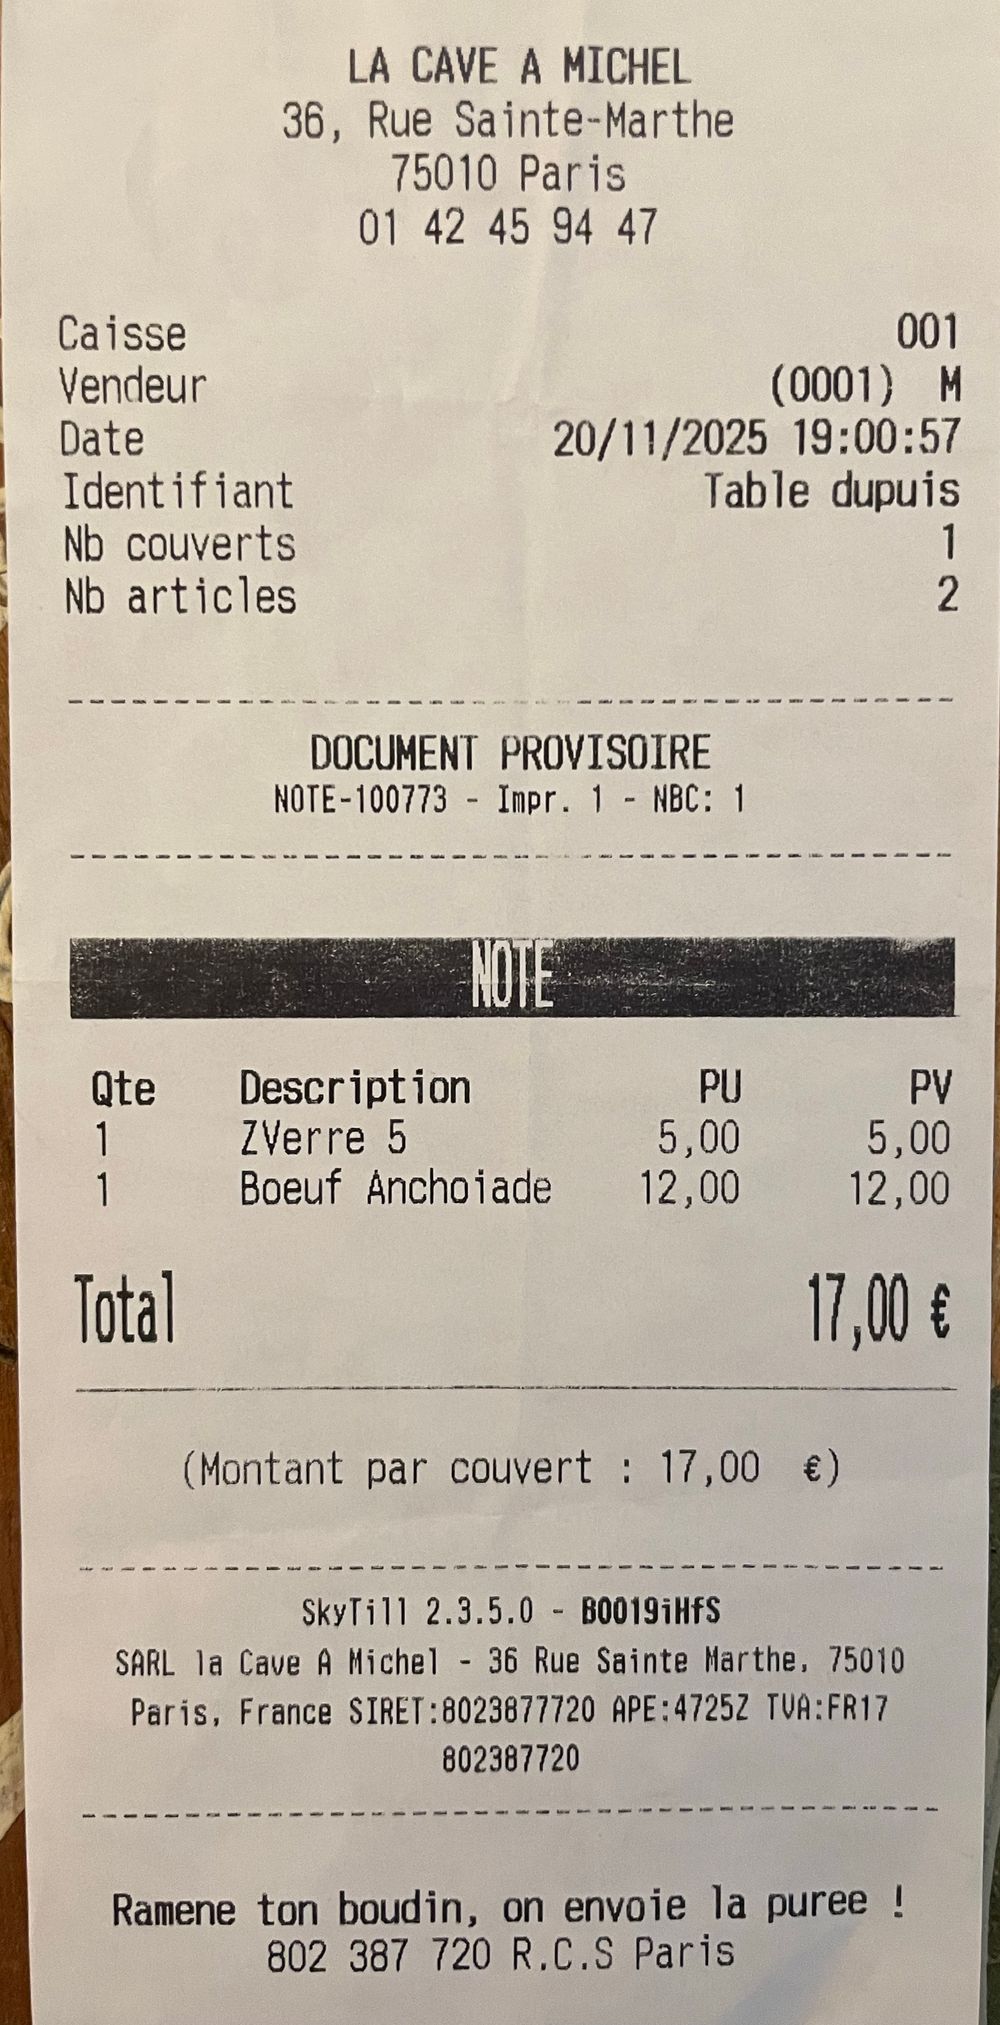 LA CAVE A MICHEL
36, Rue Sainte-Marthe
75010 Paris
01 42 45 94 47
Caisse 001
Vendeur (0001) M
Date 20/11/2025 19:00:57
Identifiant Table dupuis
Nb couverts 1
Nb articles 2
DOCUMENT PROVISOIRE
NOTE-100773 - Impr. 1 - NBC: 1
NOTE
Qte Description PU PV
1 ZVerre 5 5,00 5,00
1 Boeuf Anchoiade 12,00 12,00
Total 17,00 €
(Montant par couvert : 17,00 €)
SkyTill 2.3.5.0 - B0019iHfS
SARL la Cave A Michel - 36 Rue Sainte Marthe, 75010
Paris, France SIRET:8023877720 APE:4725Z TVA:FR17
802387720
Ramene ton boudin, on envoie la puree !
802 387 720 R.C.S Paris